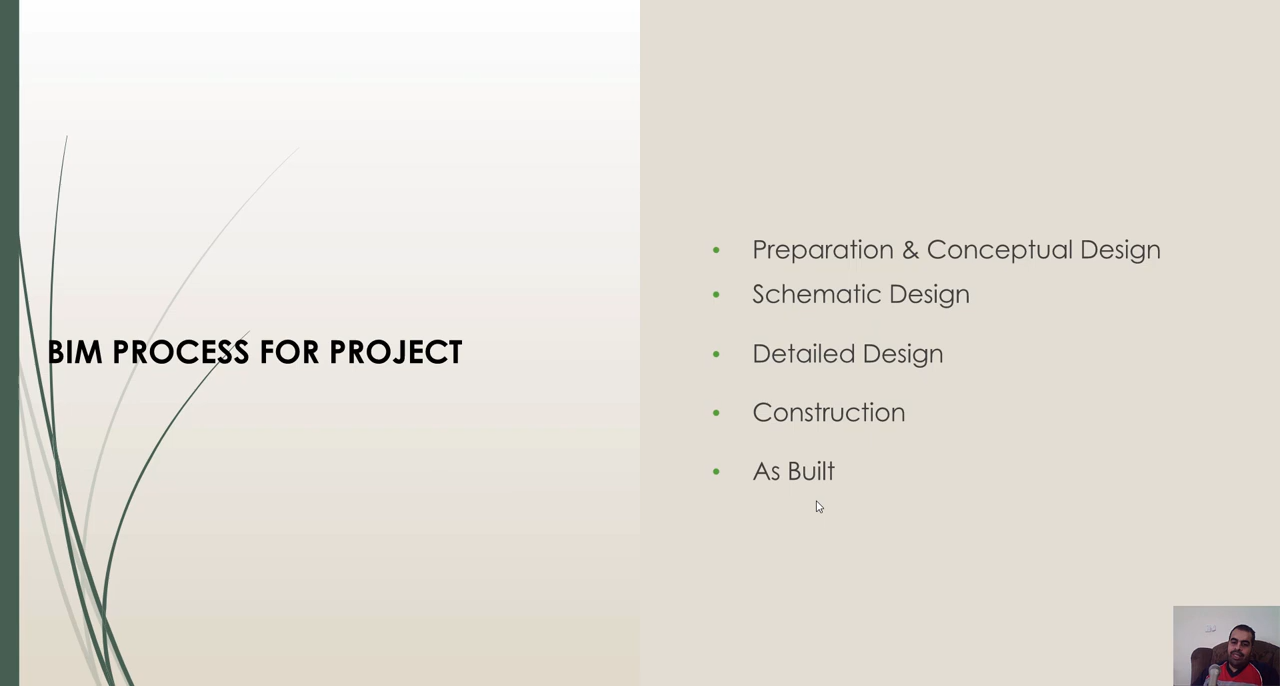 BIM PROCESS FOR PROJECT
• Preparation & Conceptual Design
• Schematic Design
• Detailed Design
• Construction
• As Built